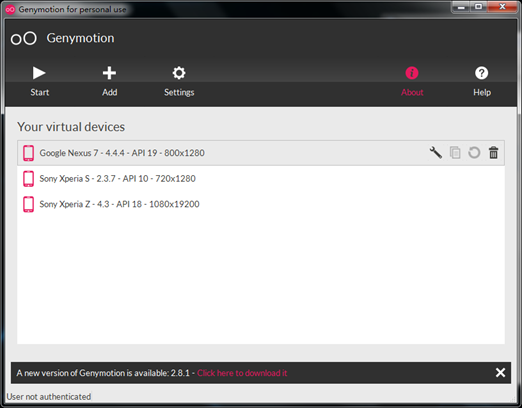 Genymotion for personal use
Genymotion
Start Add Settings About Help
Your virtual devices
Google Nexus 7 - 4.4.4 - API 19 - 800x1280
Sony Xperia S - 2.3.7 - API 10 - 720x1280
Sony Xperia Z - 4.3 - API 18 - 1080x19200
A new version of Genymotion is available: 2.8.1 - Click here to download it
User not authenticated